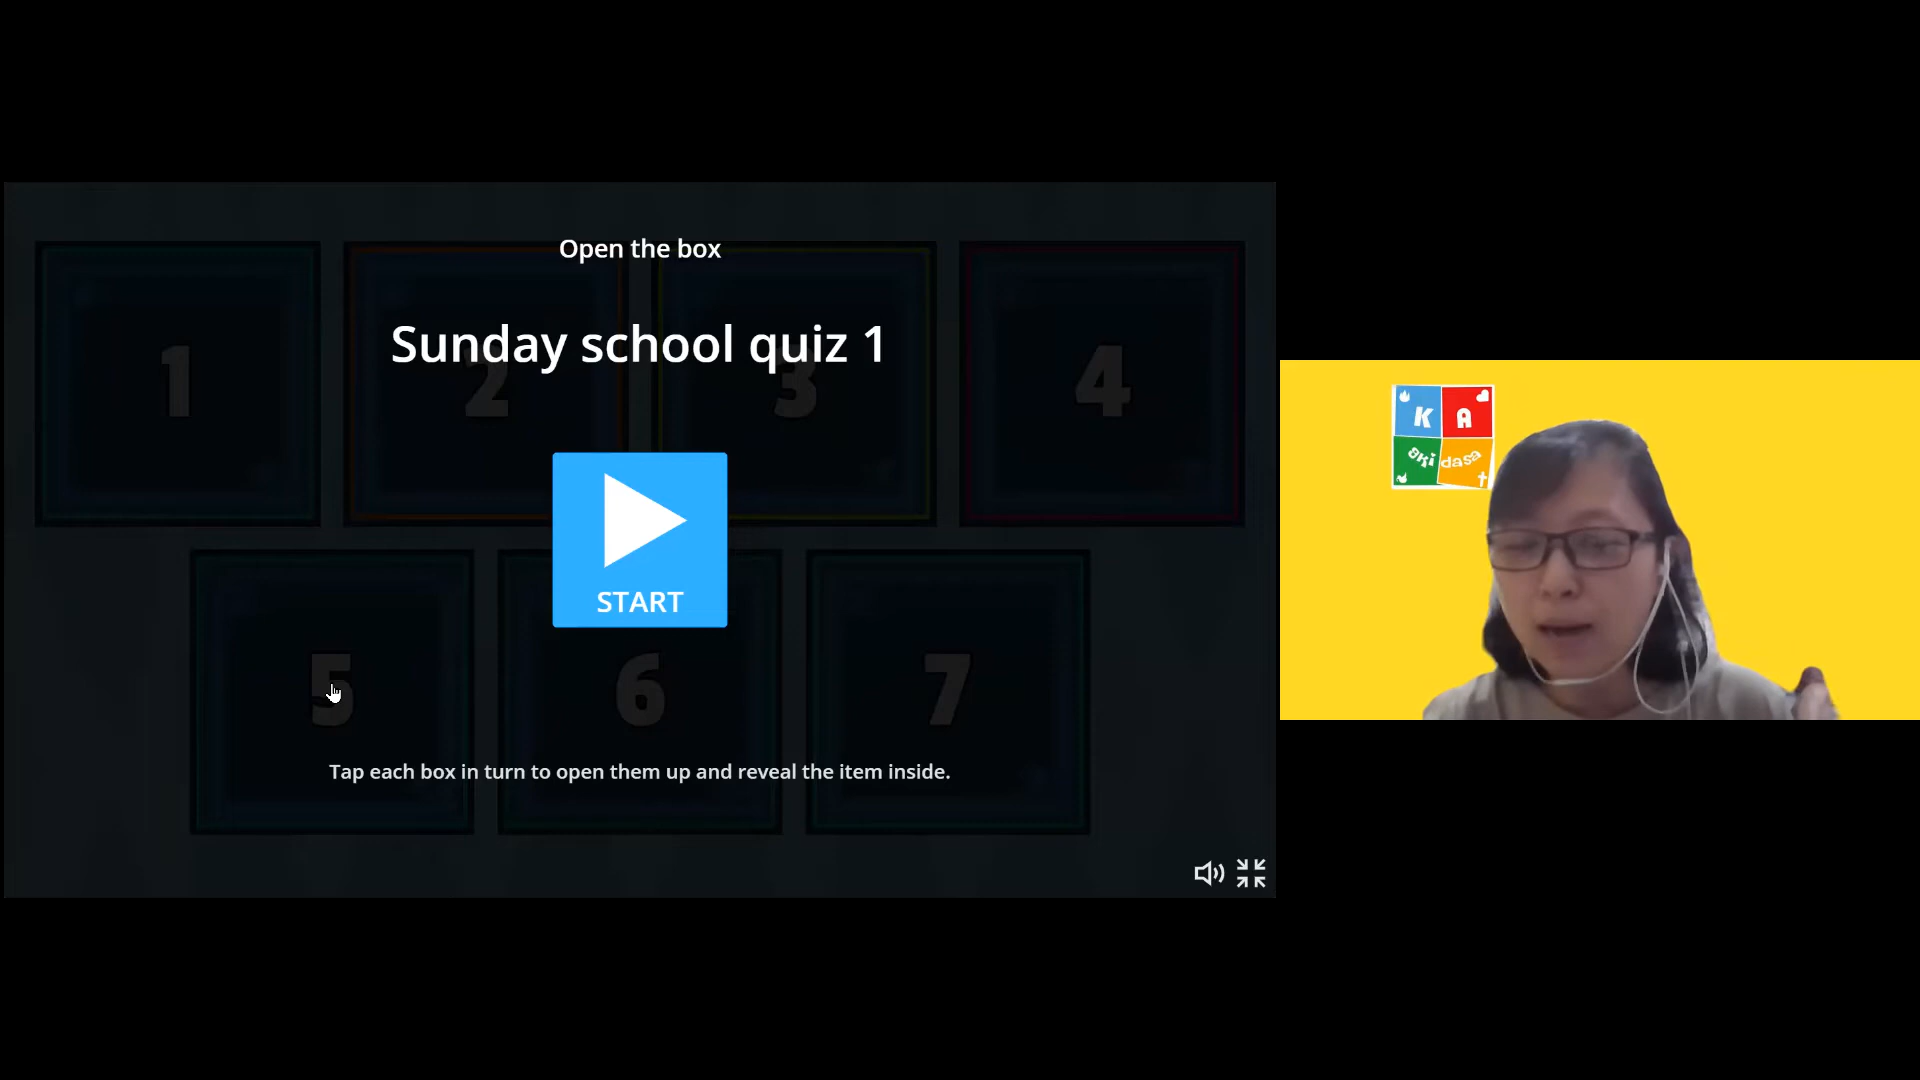 Open the box
Sunday school quiz 1
1
2
3
4
START
5
6
7
Tap each box in turn to open them up and reveal the item inside.
K A
aki dasa